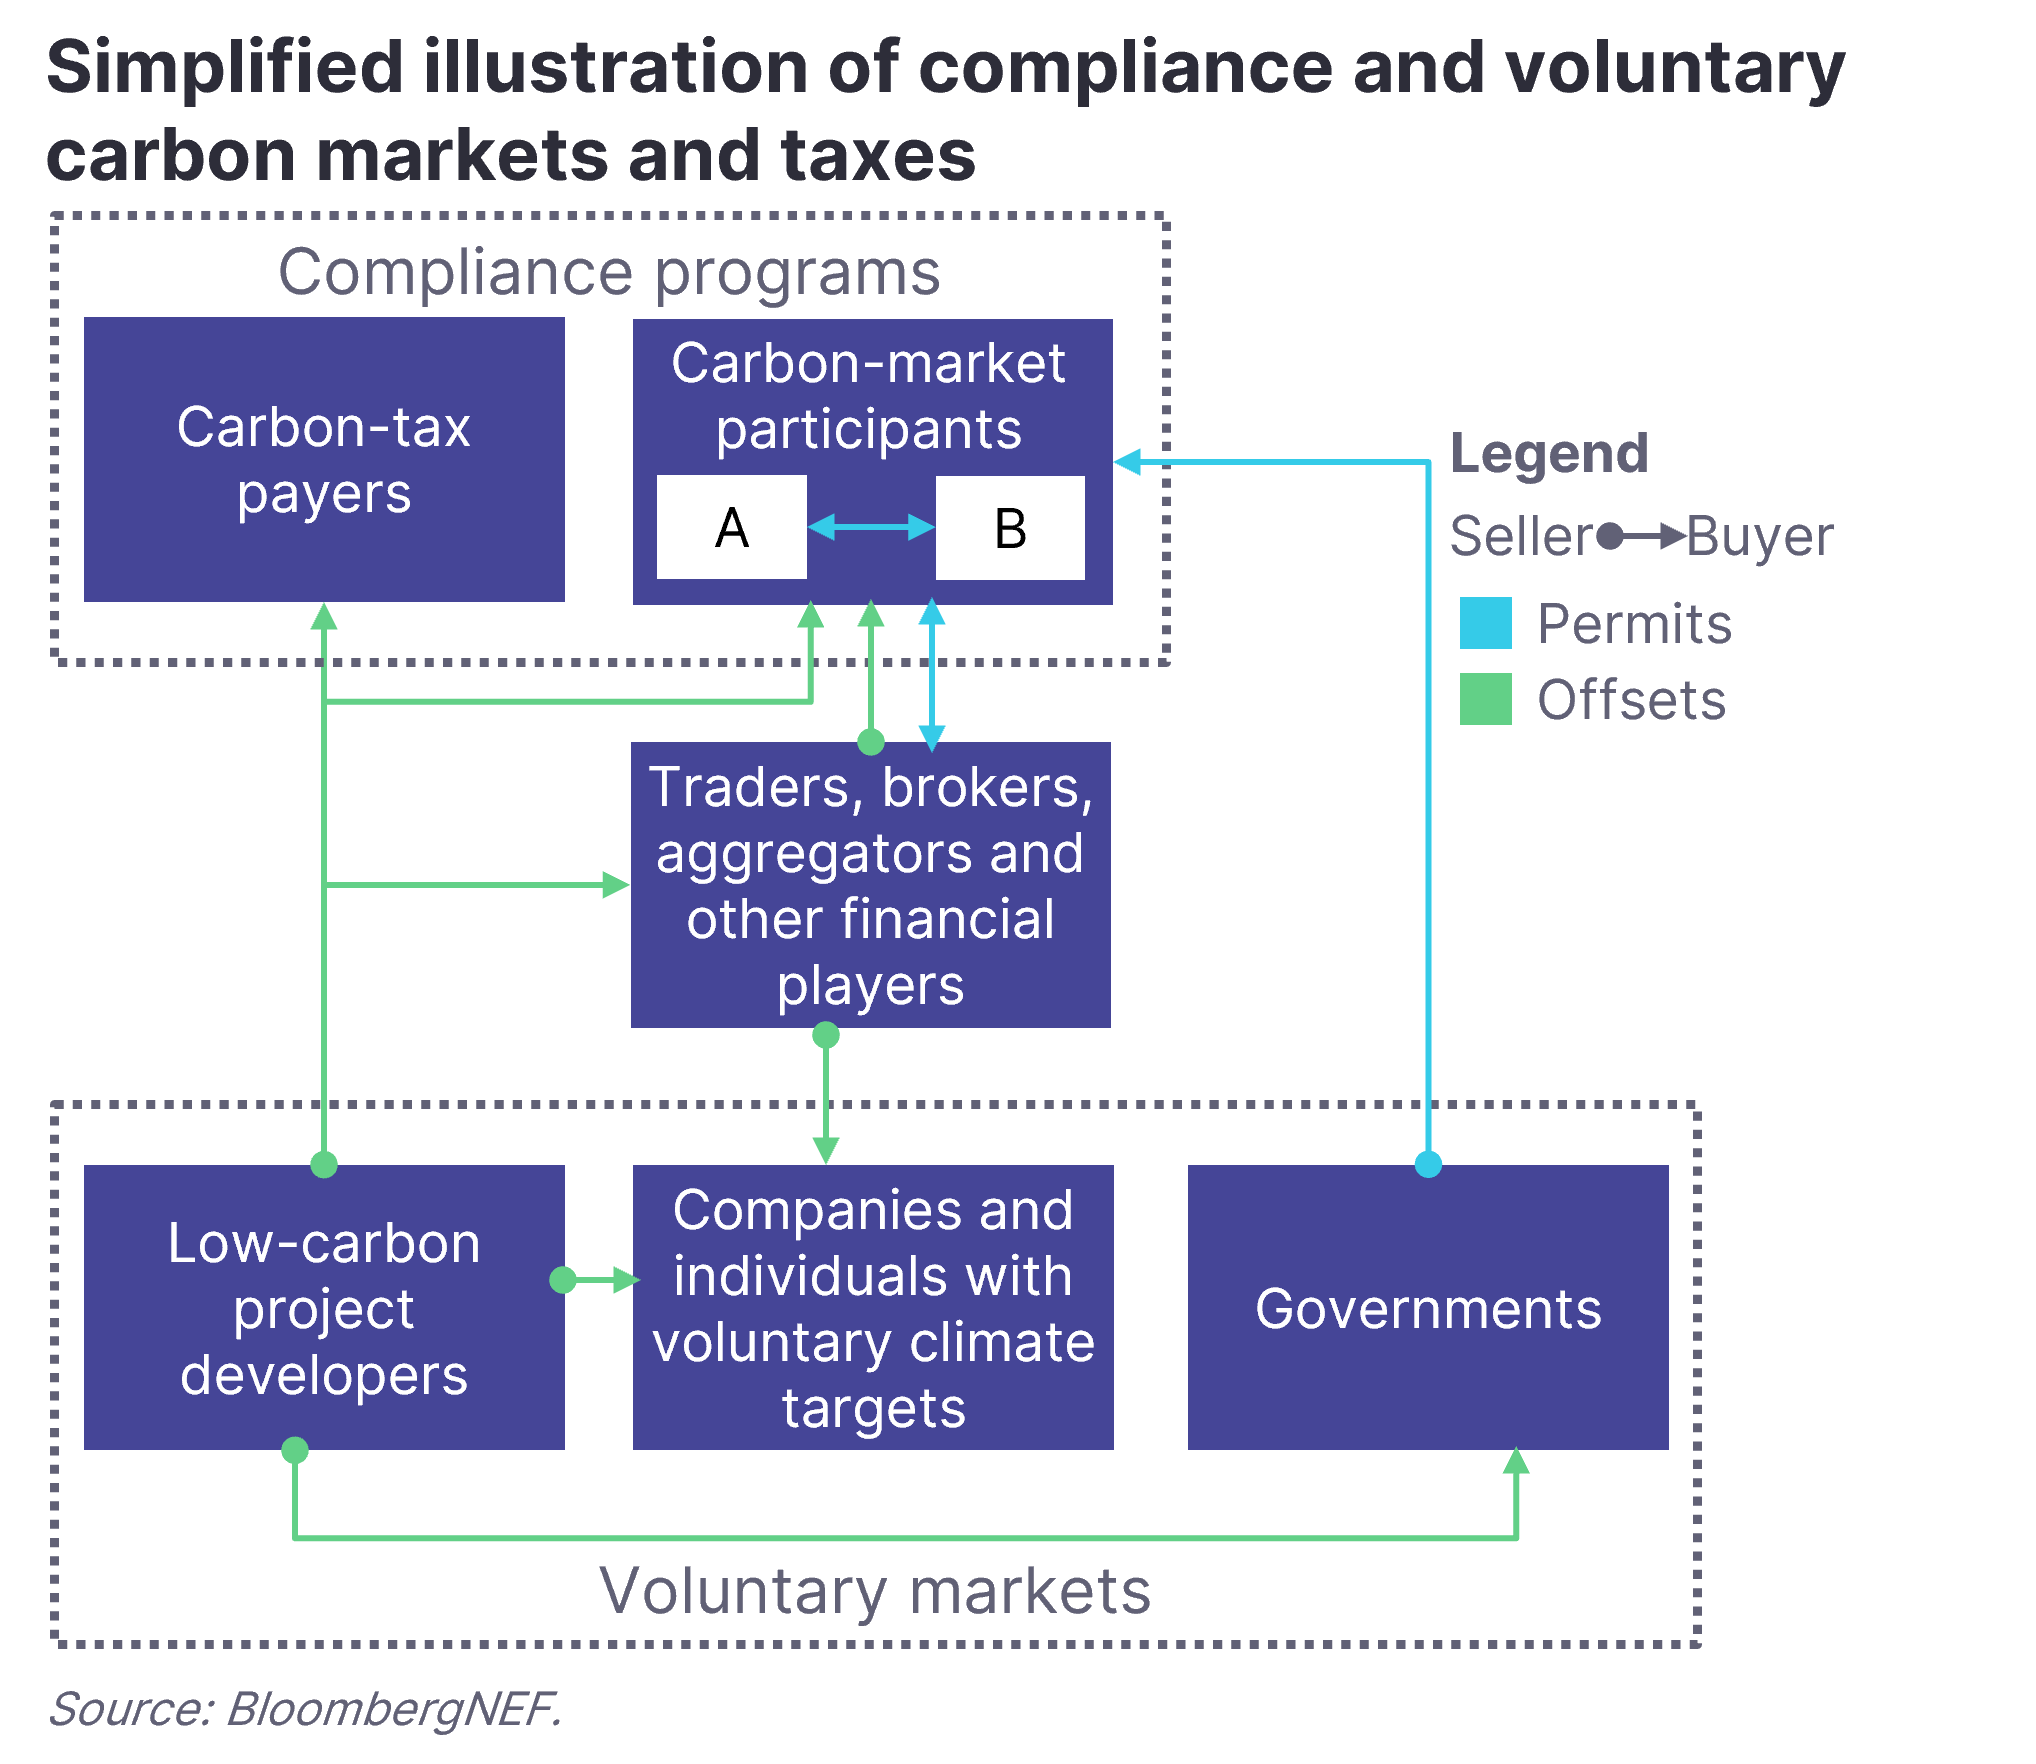 Simplified illustration of compliance and voluntary
carbon markets and taxes
Compliance programs
Carbon-tax
payers
Carbon-market
participants
A
B
Legend
Seller
Buyer
Permits
Offsets
Traders, brokers,
aggregators and
other financial
players
Low-carbon
project
developers
Companies and
individuals with
voluntary climate
targets
Governments
Voluntary markets
Source: BloombergNEF.